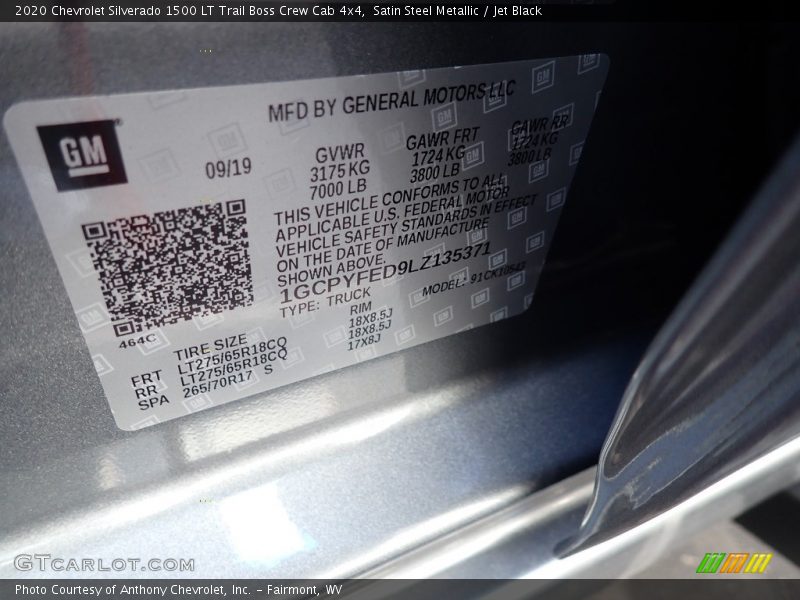 2020 Chevrolet Silverado 1500 LT Trail Boss Crew Cab 4x4, Satin Steel Metallic / Jet Black
MFD BY GENERAL MOTORS LLC
GM
09/19
GVWR
3175 KG
7000 LB
GAWR FRT
1724 KG
3800 LB
GAWR RR
1724 KG
3800 LB
THIS VEHICLE CONFORMS TO ALL
APPLICABLE U.S. FEDERAL MOTOR
VEHICLE SAFETY STANDARDS IN EFFECT
ON THE DATE OF MANUFACTURE
SHOWN ABOVE.
1GCPYFED9LZ135371
TYPE: TRUCK
MODEL:
464C
TIRE SIZE
RIM
FRT LT275/65R18CQ 18X8.5J
RR LT275/65R18CQ 18X8.5J
SPA 265/70R17 S 17X8J
GTCARLOT.COM
Photo Courtesy of Anthony Chevrolet, Inc. – Fairmont, WV